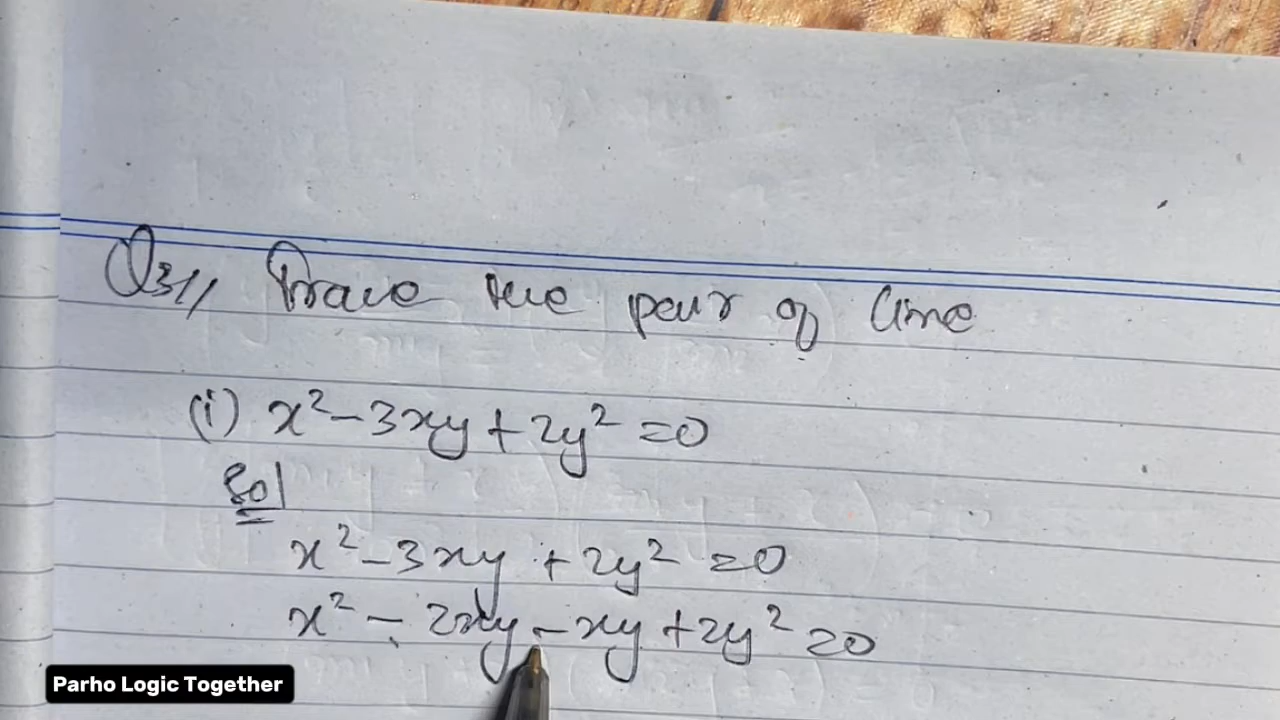 Q31// Trace the pair of line
(i) x² - 3xy + 2y² = 0
Sol
x² - 3xy + 2y² = 0
x² - 2xy - xy + 2y² = 0
Parho Logic Together